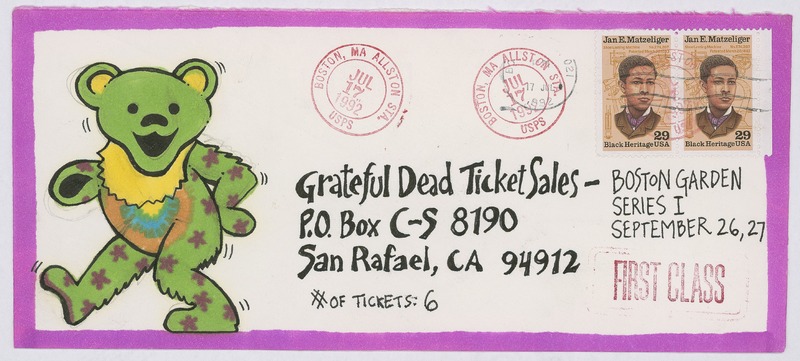 BOSTON, MA ALLSTON STA.
JUL
17
1992
USPS
BOSTON, MA ALLSTON STA.
JUL
17
1992
USPS
021
Jan E. Matzeliger
29
Black Heritage USA
Jan E. Matzeliger
29
Black Heritage USA
Grateful Dead Ticket Sales –
P.O. Box C-S 8190
San Rafael, CA 94912
# OF TICKETS: 6
BOSTON GARDEN
SERIES I
SEPTEMBER 26, 27
FIRST CLASS